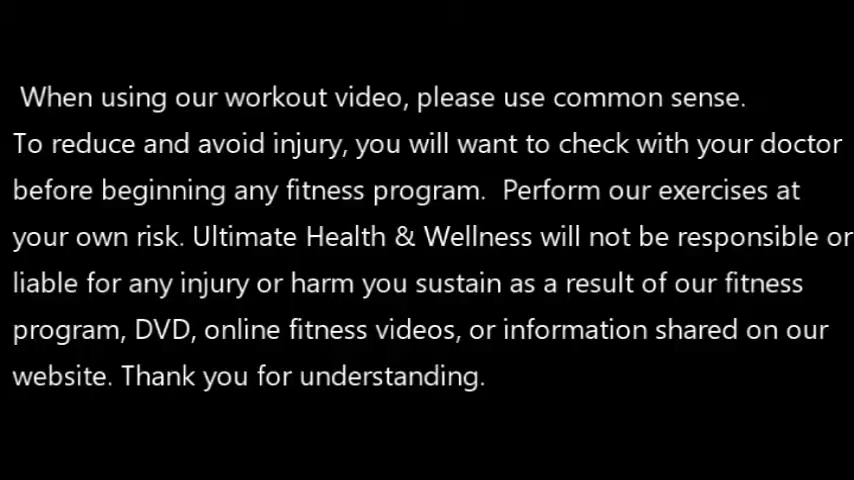 When using our workout video, please use common sense.
To reduce and avoid injury, you will want to check with your doctor
before beginning any fitness program.  Perform our exercises at
your own risk. Ultimate Health & Wellness will not be responsible or
liable for any injury or harm you sustain as a result of our fitness
program, DVD, online fitness videos, or information shared on our
website. Thank you for understanding.